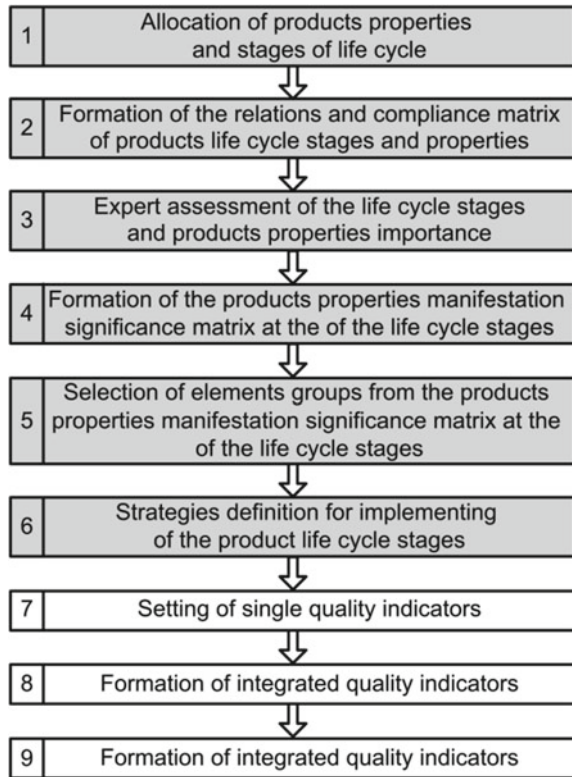 1
Allocation of products properties
and stages of life cycle
2
Formation of the relations and compliance matrix
of products life cycle stages and properties
3
Expert assessment of the life cycle stages
and products properties importance
4
Formation of the products properties manifestation
significance matrix at the of the life cycle stages
5
Selection of elements groups from the products
properties manifestation significance matrix at the
of the life cycle stages
6
Strategies definition for implementing
of the product life cycle stages
7
Setting of single quality indicators
8
Formation of integrated quality indicators
9
Formation of integrated quality indicators